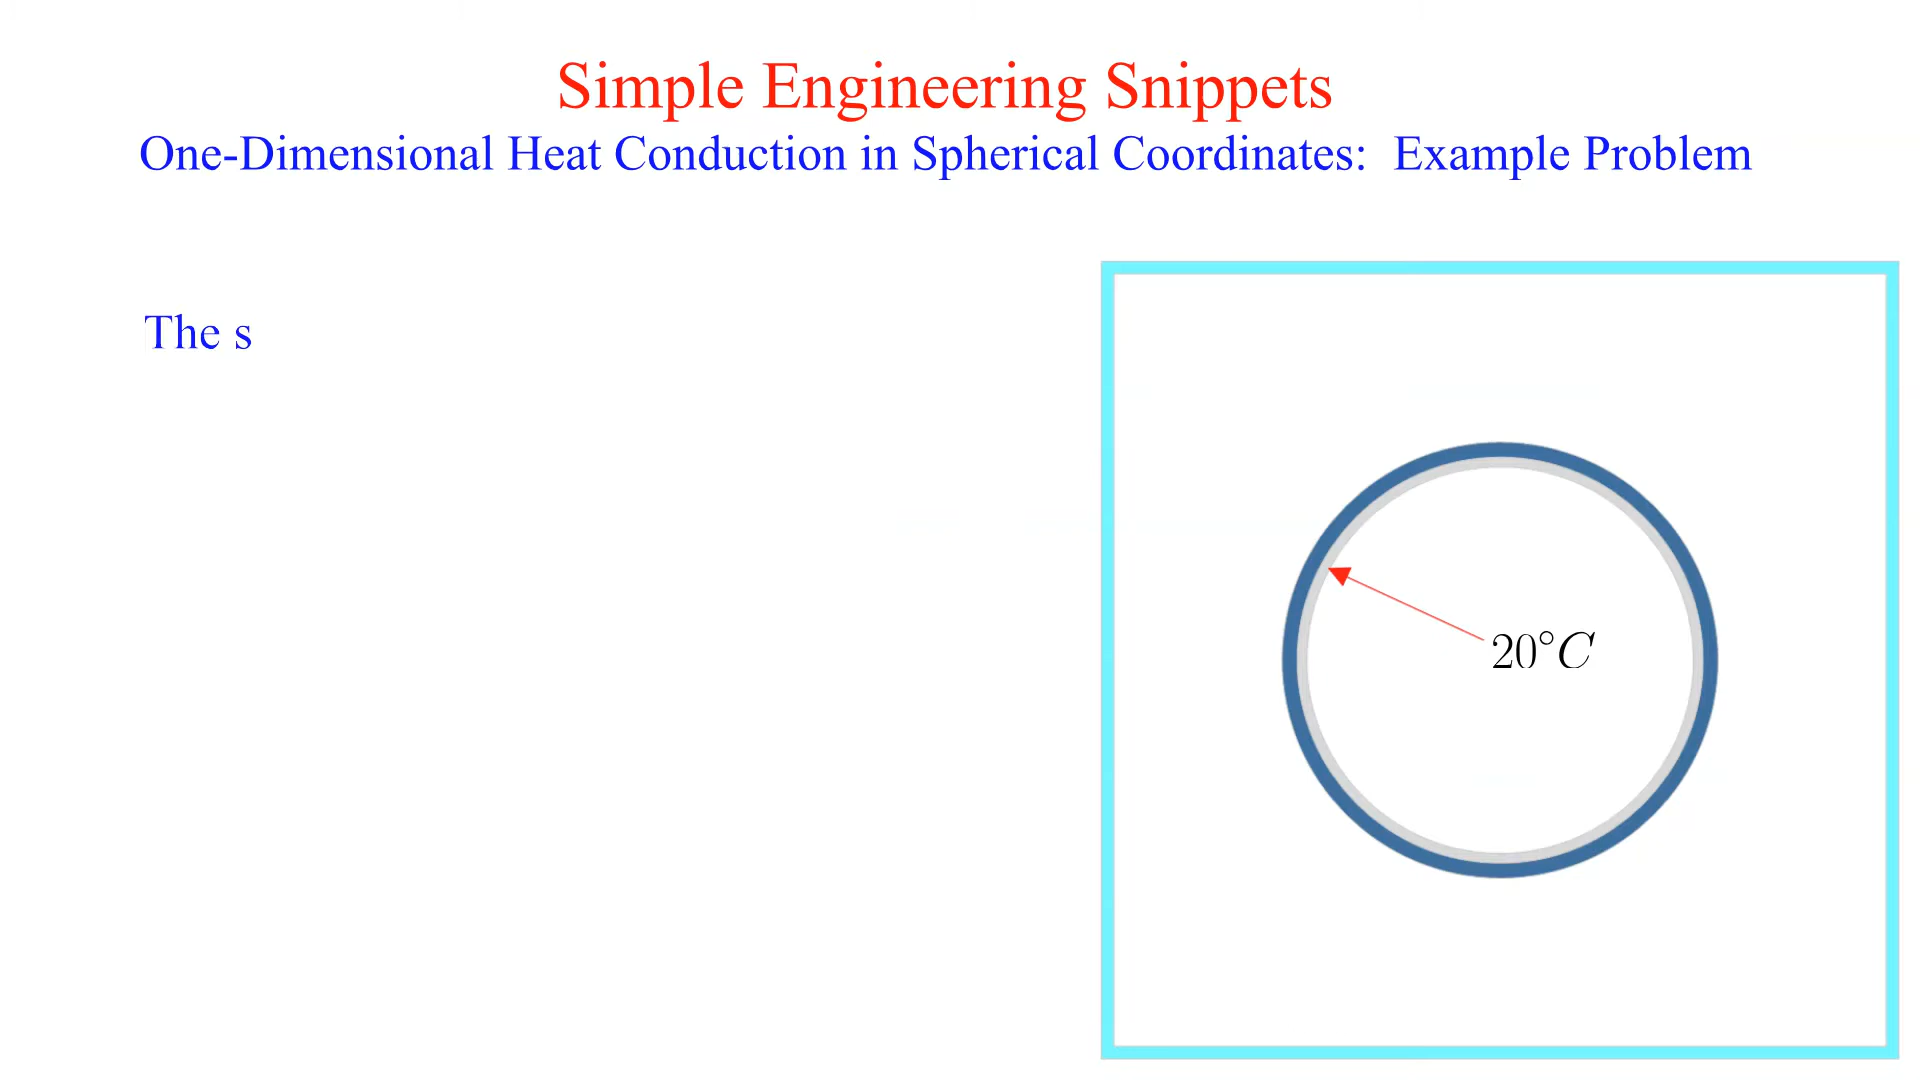 Simple Engineering Snippets
One-Dimensional Heat Conduction in Spherical Coordinates:  Example Problem
The s
20°C